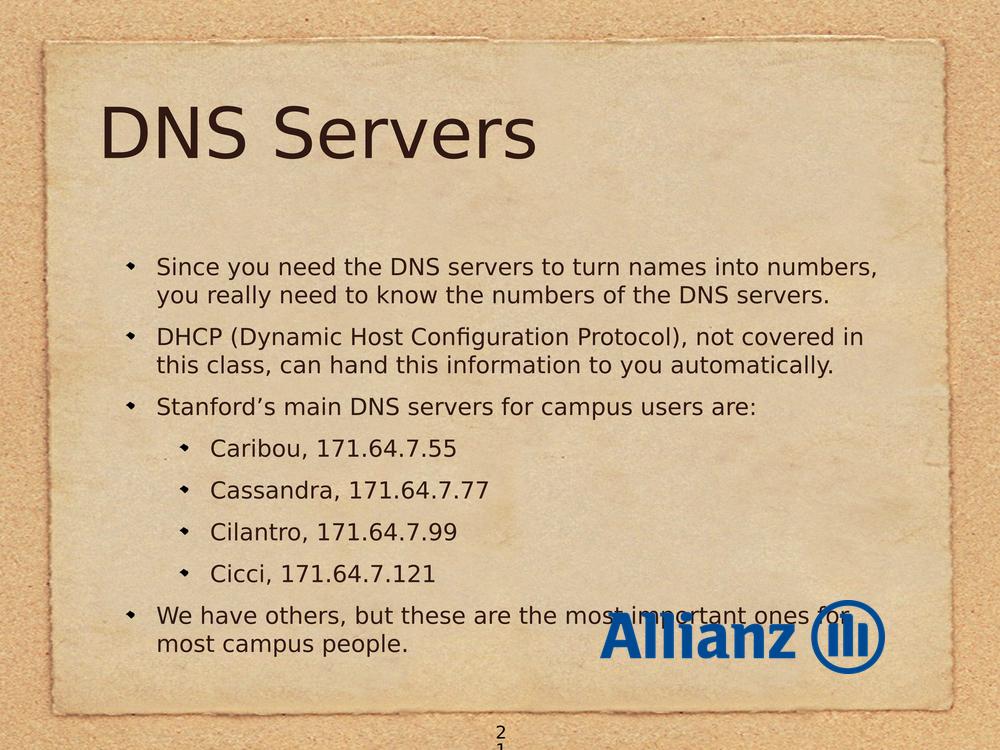 DNS Servers
Since you need the DNS servers to turn names into numbers,
you really need to know the numbers of the DNS servers.
DHCP (Dynamic Host Configuration Protocol), not covered in
this class, can hand this information to you automatically.
Stanford’s main DNS servers for campus users are:
Caribou, 171.64.7.55
Cassandra, 171.64.7.77
Cilantro, 171.64.7.99
Cicci, 171.64.7.121
We have others, but these are the most important ones for
most campus people.
Allianz
2
1